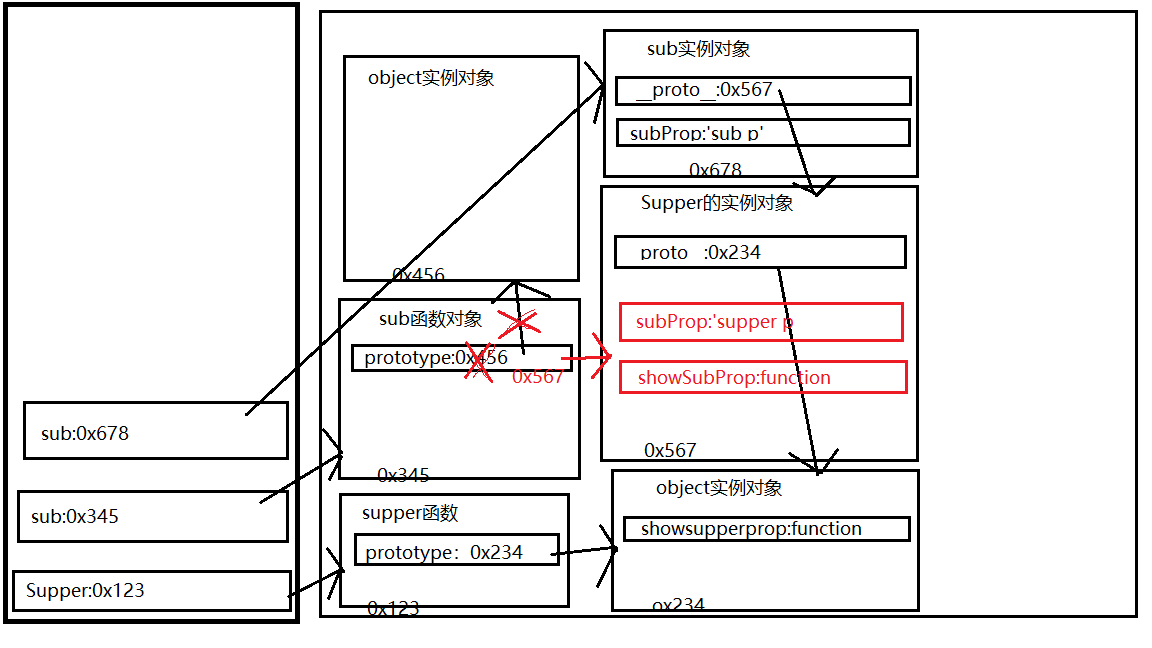 sub:0x678
sub:0x345
Supper:0x123
object实例对象
0x456
sub函数对象
prototype:0x456
0x567
0x345
supper函数
prototype：0x234
0x123
sub实例对象
__proto__:0x567
subProp:'sub p'
0x678
Supper的实例对象
proto :0x234
subProp:'supper p
showSubProp:function
0x567
object实例对象
showsupperprop:function
0x234